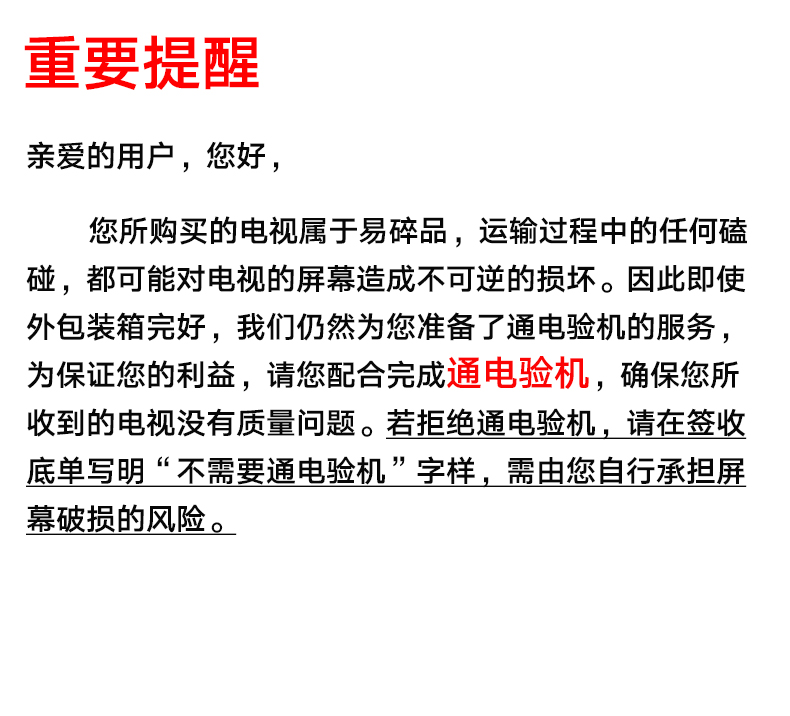 重要提醒
亲爱的用户，您好，
您所购买的电视属于易碎品，运输过程中的任何磕
碰，都可能对电视的屏幕造成不可逆的损坏。因此即使
外包装箱完好，我们仍然为您准备了通电验机的服务，
为保证您的利益，请您配合完成通电验机，确保您所
收到的电视没有质量问题。若拒绝通电验机，请在签收
底单写明“不需要通电验机”字样，需由您自行承担屏
幕破损的风险。